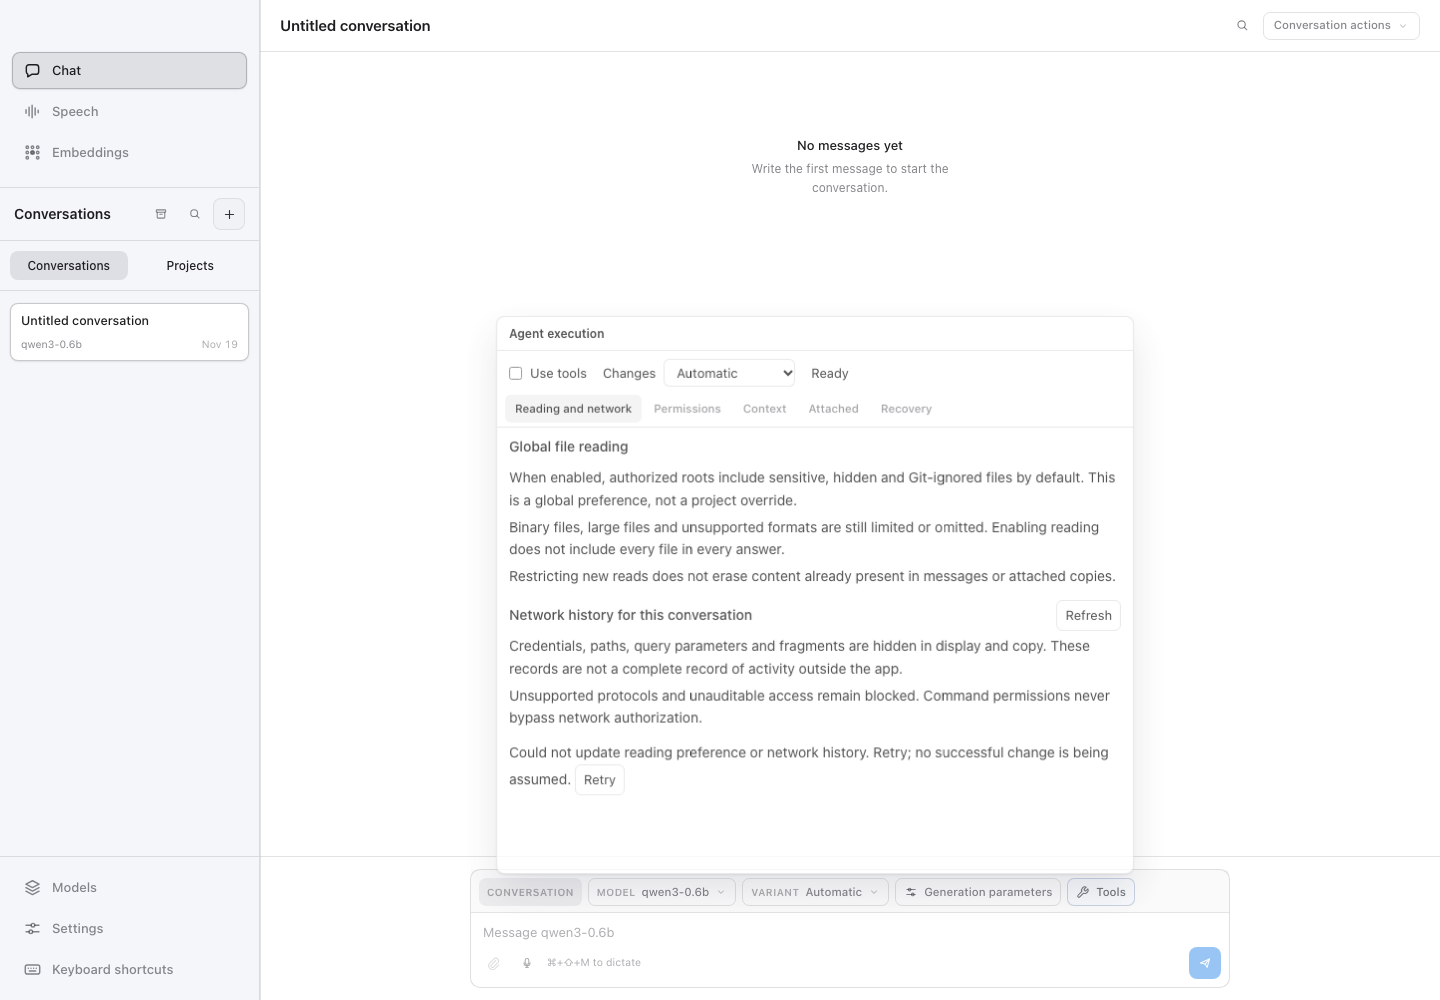 Untitled conversation
Conversation actions
Chat
Speech
Embeddings
Conversations
Conversations
Projects
Untitled conversation
qwen3-0.6b
Nov 19
No messages yet
Write the first message to start the
conversation.
Agent execution
Use tools
Changes
Automatic
Ready
Reading and network
Permissions
Context
Attached
Recovery
Global file reading
When enabled, authorized roots include sensitive, hidden and Git-ignored files by default. This
is a global preference, not a project override.
Binary files, large files and unsupported formats are still limited or omitted. Enabling reading
does not include every file in every answer.
Restricting new reads does not erase content already present in messages or attached copies.
Network history for this conversation
Refresh
Credentials, paths, query parameters and fragments are hidden in display and copy. These
records are not a complete record of activity outside the app.
Unsupported protocols and unauditable access remain blocked. Command permissions never
bypass network authorization.
Could not update reading preference or network history. Retry; no successful change is being
assumed. Retry
CONVERSATION
MODEL qwen3-0.6b
VARIANT Automatic
Generation parameters
Tools
Message qwen3-0.6b
⌘+⇧+M to dictate
Models
Settings
Keyboard shortcuts